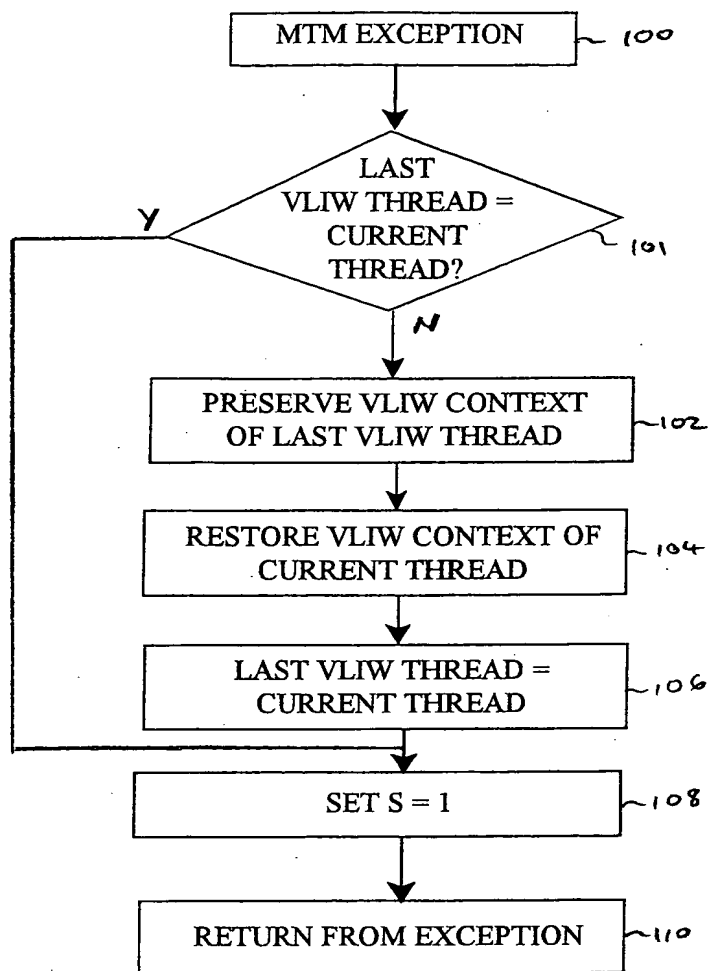 MTM EXCEPTION
100
LAST
VLIW THREAD =
CURRENT
THREAD?
101
Y
N
PRESERVE VLIW CONTEXT
OF LAST VLIW THREAD
102
RESTORE VLIW CONTEXT OF
CURRENT THREAD
104
LAST VLIW THREAD =
CURRENT THREAD
106
SET S = 1
108
RETURN FROM EXCEPTION
110